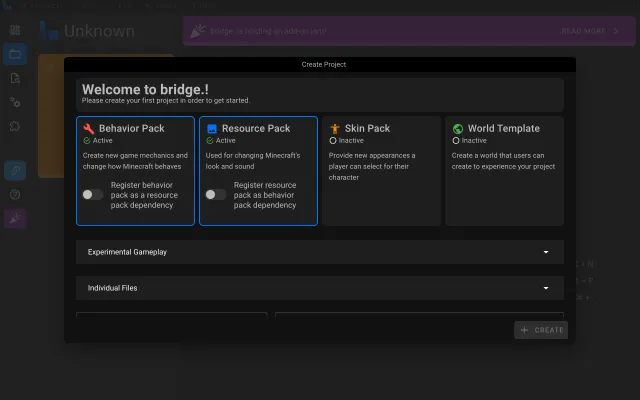 Unknown
bridge. is hosting an add-on jam!
READ MORE
Create Project
Welcome to bridge.!
Please create your first project in order to get started.
Behavior Pack
Active
Create new game mechanics and
change how Minecraft behaves
Register behavior
pack as a resource
pack dependency
Resource Pack
Active
Used for changing Minecraft's
look and sound
Register resource
pack as behavior
pack dependency
Skin Pack
Inactive
Provide new appearances a
player can select for their
character
World Template
Inactive
Create a world that users can
create to experience your project
Experimental Gameplay
Individual Files
CREATE